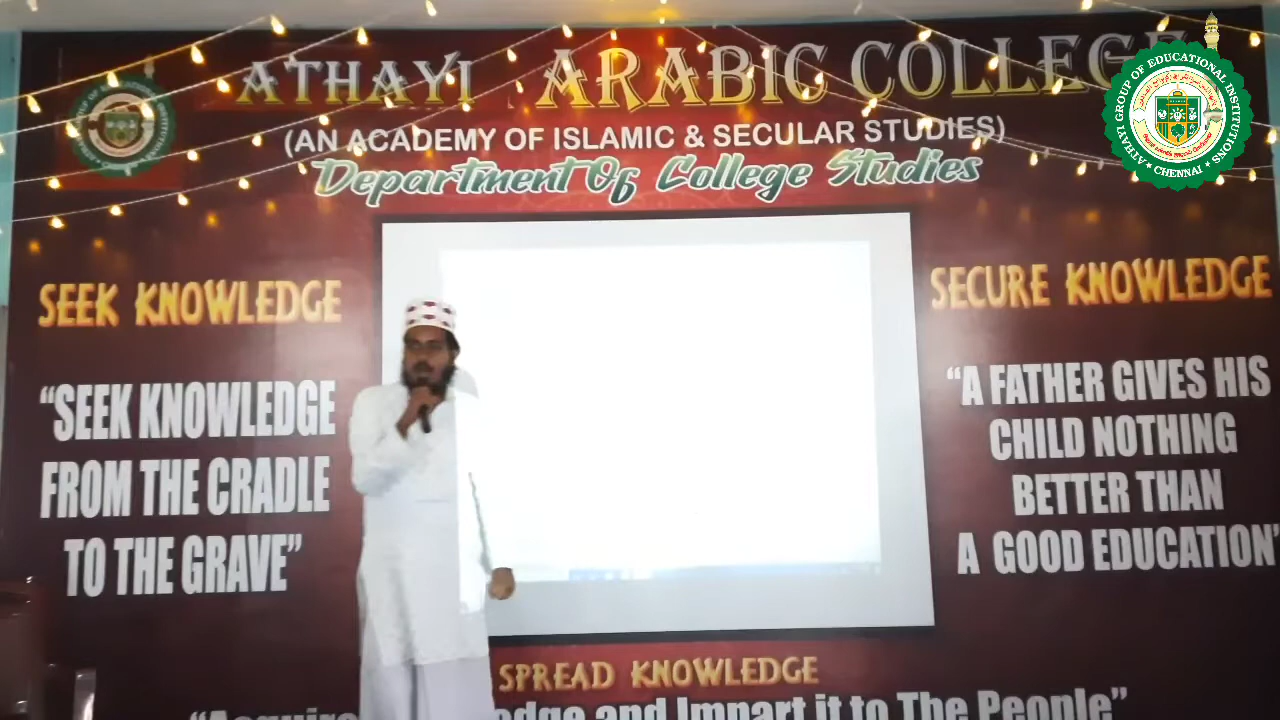 ATHAYI ARABIC COLLEGE
(AN ACADEMY OF ISLAMIC & SECULAR STUDIES)
Department Of College Studies
ATHAYI GROUP OF EDUCATIONAL INSTITUTIONS
★ CHENNAI ★
SEEK KNOWLEDGE
“SEEK KNOWLEDGE
FROM THE CRADLE
TO THE GRAVE”
SECURE KNOWLEDGE
“A FATHER GIVES HIS
CHILD NOTHING
BETTER THAN
A GOOD EDUCATION”
SPREAD KNOWLEDGE
and Impart it to The People”